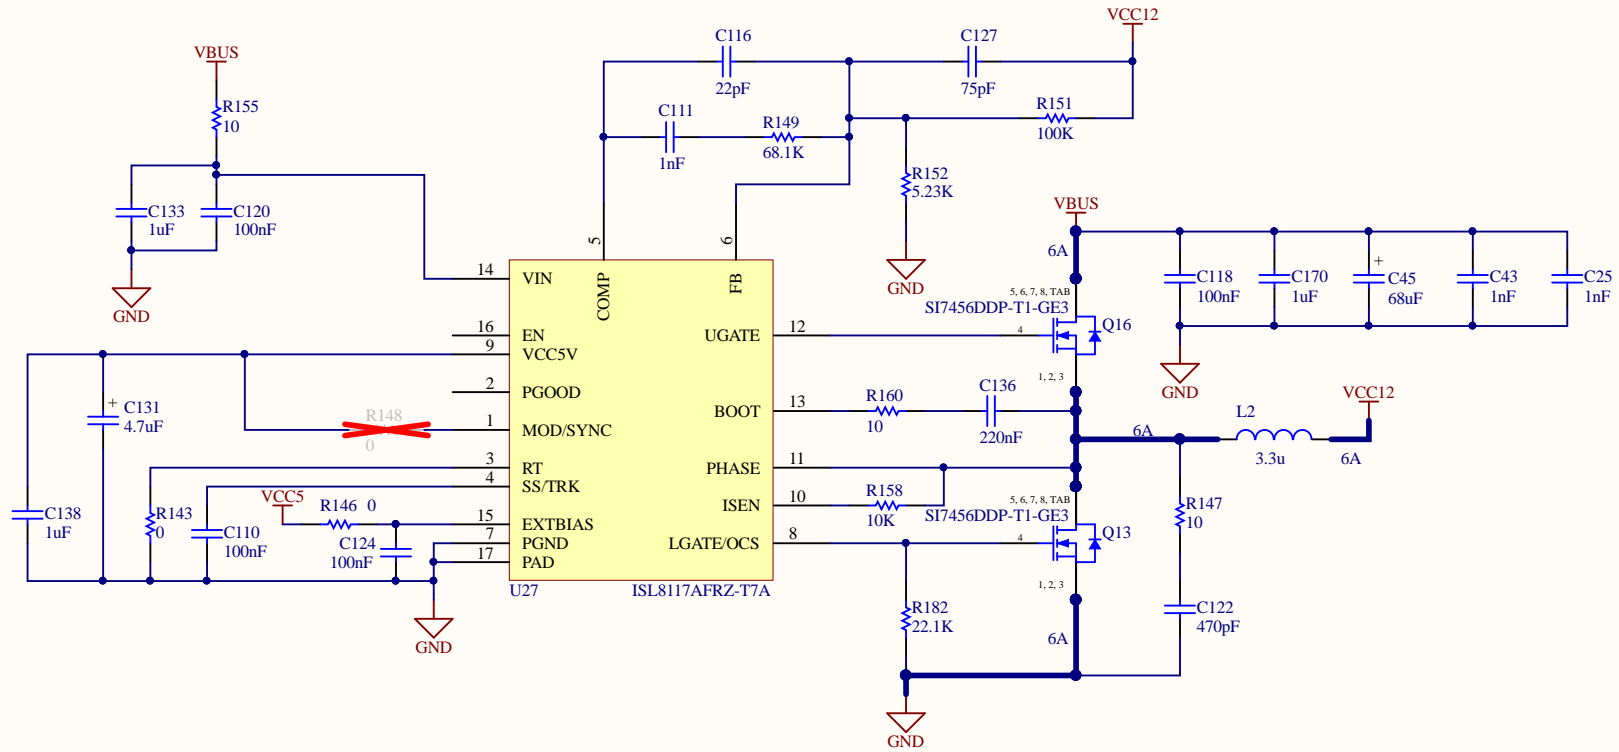 VCC12
C116
22pF
C127
75pF
VBUS
R155
10
C111
1nF
R149
68.1K
R151
100K
R152
5.23K
C133
1uF
C120
100nF
GND
5
6
COMP
FB
GND
VBUS
6A
14
VIN
16
EN
9
VCC5V
2
PGOOD
1
MOD/SYNC
3
RT
4
SS/TRK
15
EXTBIAS
7
PGND
17
PAD
UGATE
12
BOOT
13
PHASE
11
ISEN
10
LGATE/OCS
8
U27
ISL8117AFRZ-T7A
5, 6, 7, 8, TAB
SI7456DDP-T1-GE3
4
Q16
1, 2, 3
C118
100nF
C170
1uF
+
C45
68uF
C43
1nF
C25
1nF
GND
R160
10
C136
220nF
6A
L2
3.3u
VCC12
6A
R158
10K
5, 6, 7, 8, TAB
SI7456DDP-T1-GE3
4
Q13
1, 2, 3
R147
10
C122
470pF
R182
22.1K
6A
GND
+
C131
4.7uF
R148
0
C138
1uF
R143
0
C110
100nF
VCC5
R146 0
C124
100nF
GND